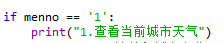 if menno == '1':
    print("1.查看当前城市天气")